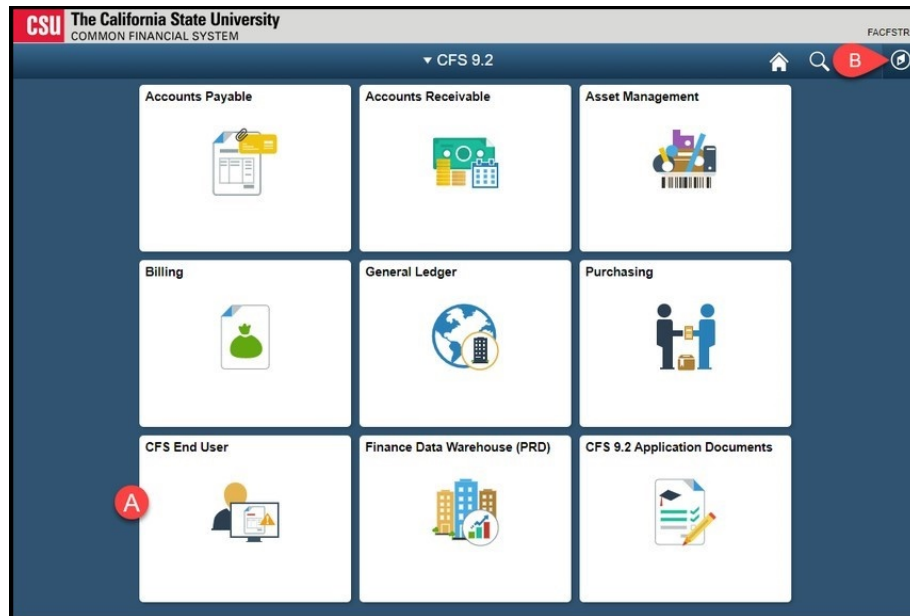 CSU The California State University
COMMON FINANCIAL SYSTEM
FACFSTR
CFS 9.2
B
Accounts Payable
Accounts Receivable
Asset Management
Billing
General Ledger
Purchasing
CFS End User
Finance Data Warehouse (PRD)
CFS 9.2 Application Documents
A